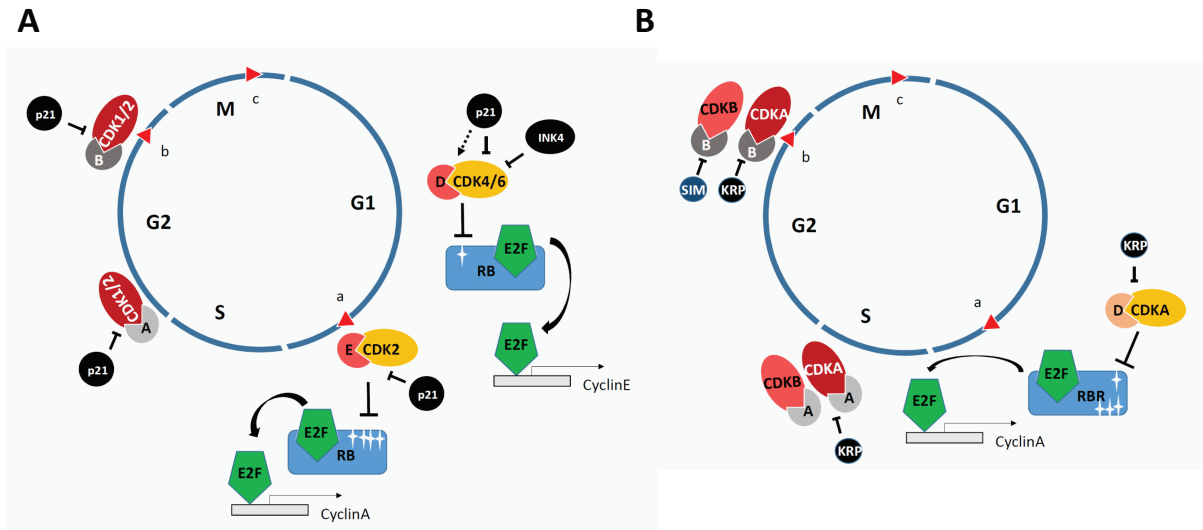 A
p21
CDK1/2
B
M
c
b
p21
INK4
D CDK4/6
G1
G2
RB
E2F
CDK1/2
A
S
a
p21
E CDK2
p21
E2F
CyclinE
E2F
RB
E2F
CyclinA
B
CDKB
CDKA
B
B
SIM
KRP
M
c
b
G1
G2
KRP
a
D CDKA
S
CDKB
CDKA
A
A
KRP
E2F
RBR
E2F
CyclinA